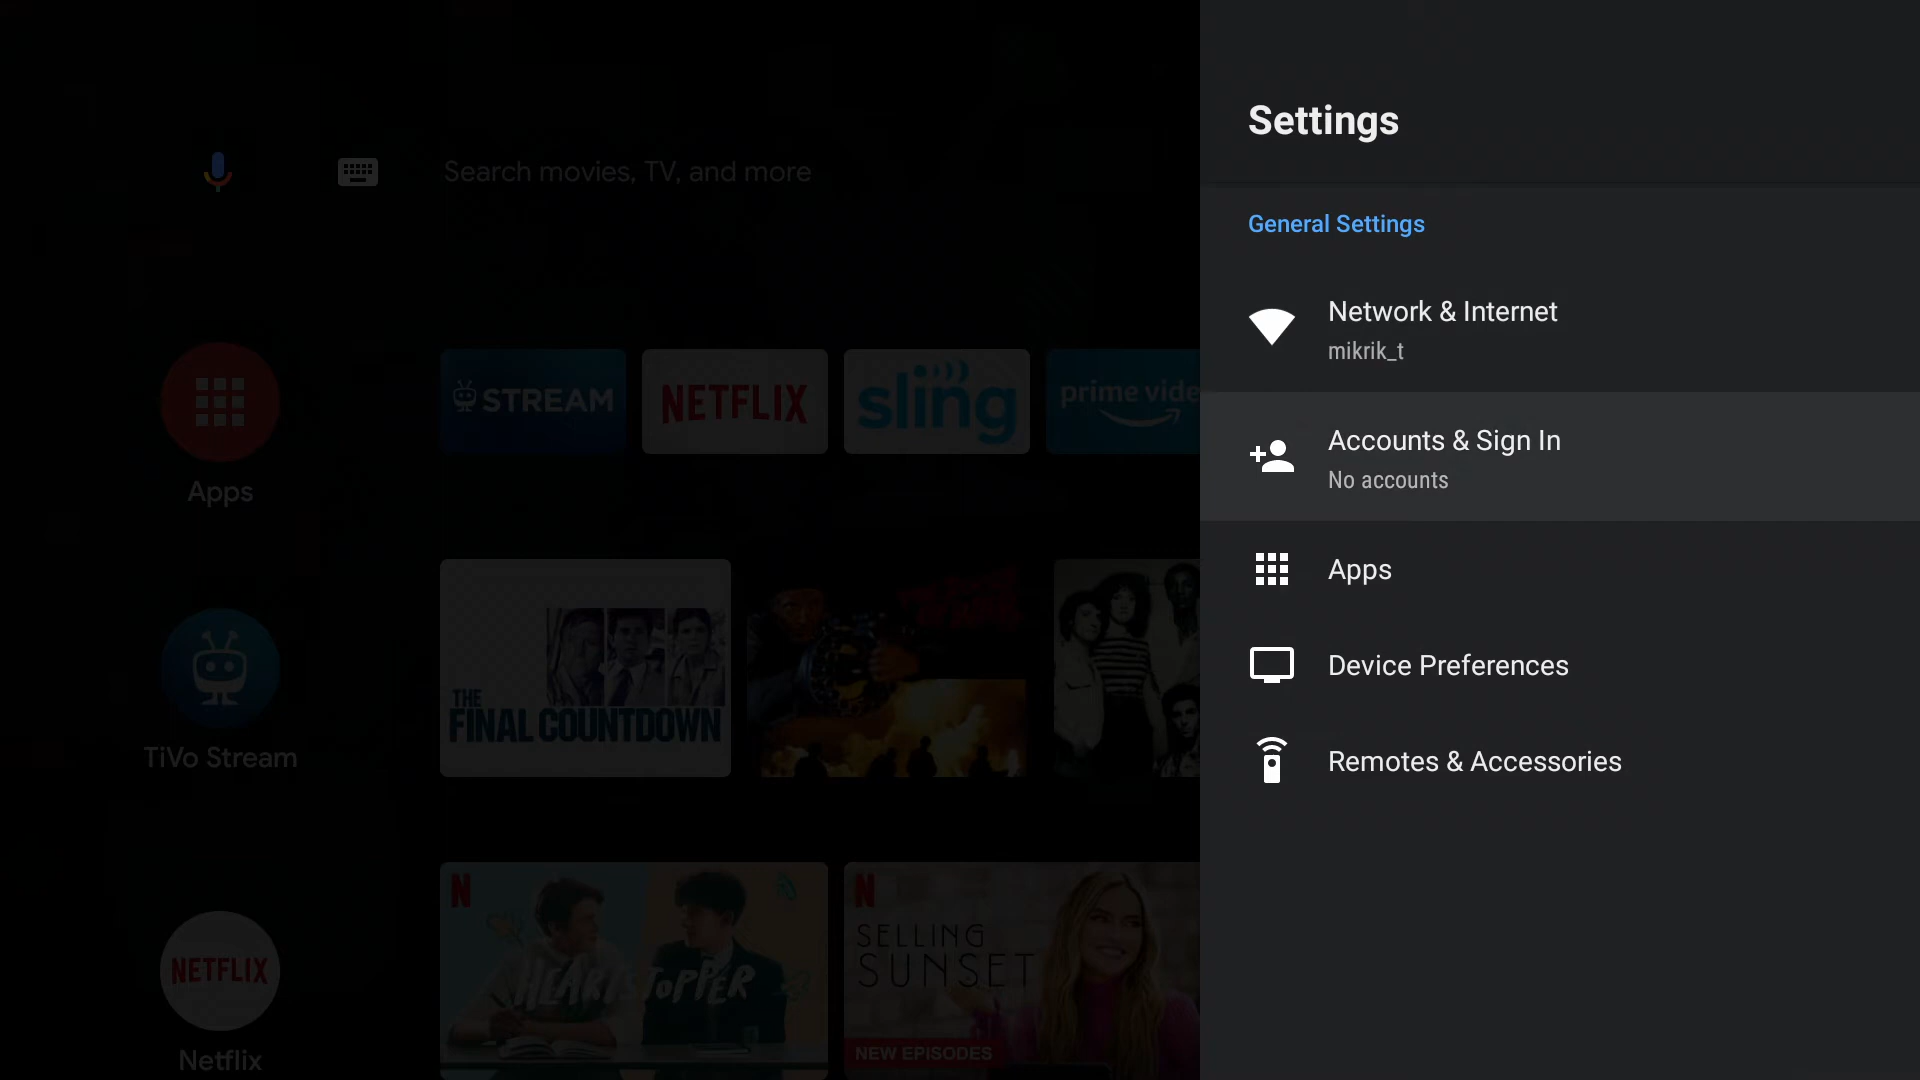 Settings
Search movies, TV, and more
General Settings
Network & Internet
mikrik_t
Accounts & Sign In
No accounts
Apps
Device Preferences
Remotes & Accessories
Apps
STREAM
NETFLIX
sling
prime vide
TiVo Stream
THE
FINAL COUNTDOWN
NETFLIX
Netflix
N
HEARTSTOPPER
N
SELLING
SUNSET
NEW EPISODES